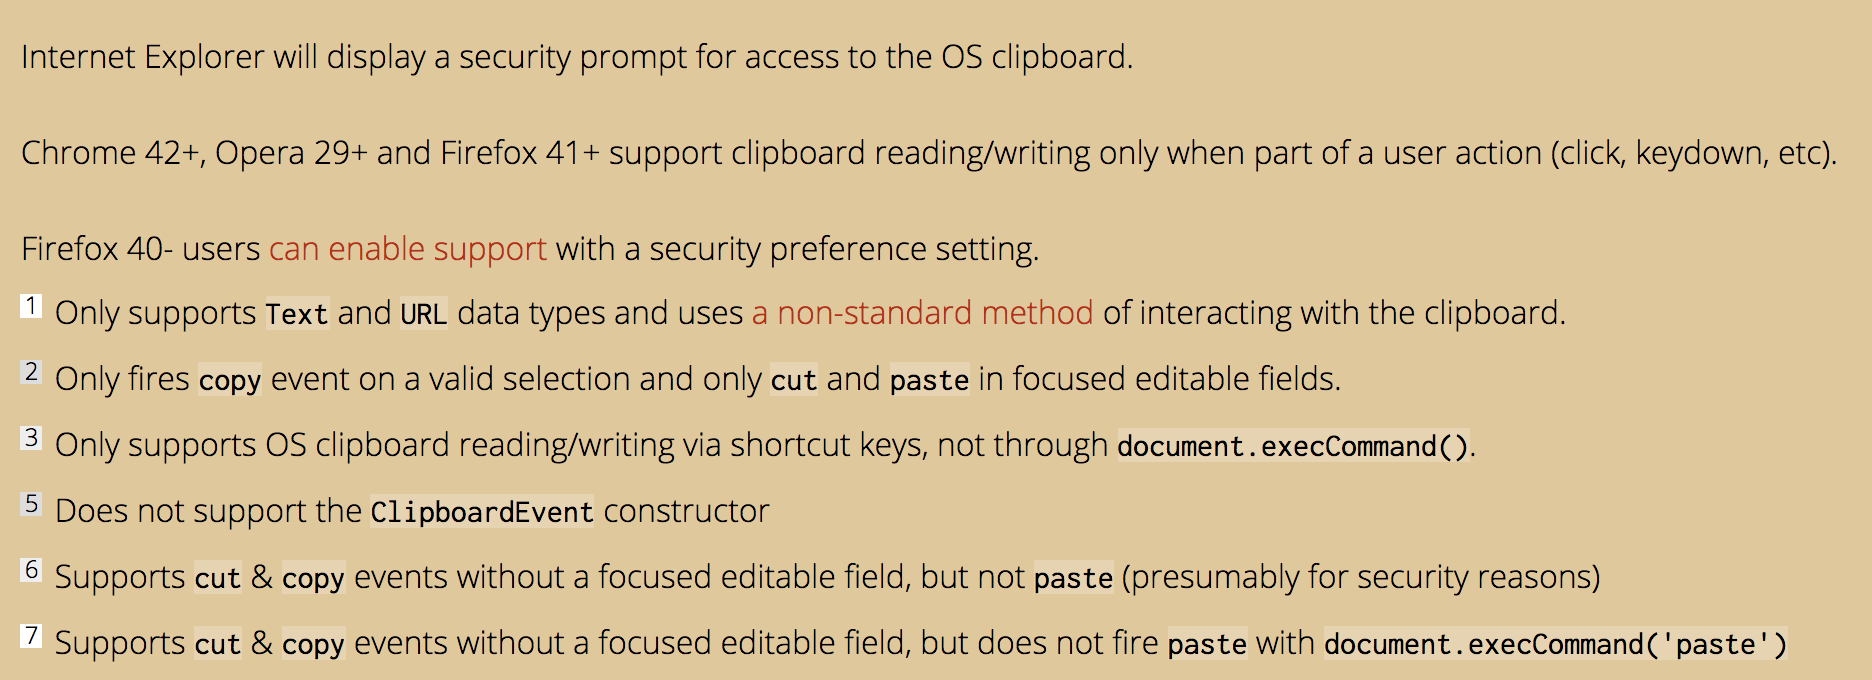 Internet Explorer will display a security prompt for access to the OS clipboard.
Chrome 42+, Opera 29+ and Firefox 41+ support clipboard reading/writing only when part of a user action (click, keydown, etc).
Firefox 40- users can enable support with a security preference setting.
1 Only supports Text and URL data types and uses a non-standard method of interacting with the clipboard.
2 Only fires copy event on a valid selection and only cut and paste in focused editable fields.
3 Only supports OS clipboard reading/writing via shortcut keys, not through document.execCommand().
5 Does not support the ClipboardEvent constructor
6 Supports cut & copy events without a focused editable field, but not paste (presumably for security reasons)
7 Supports cut & copy events without a focused editable field, but does not fire paste with document.execCommand('paste')